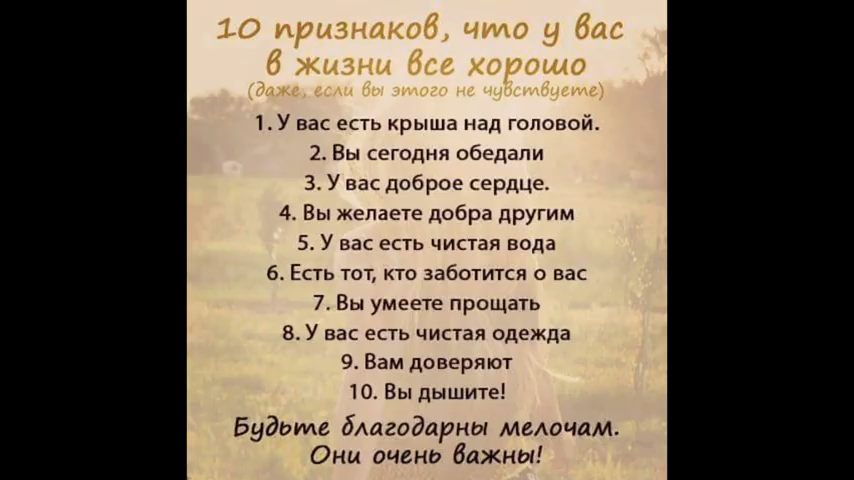 10 признаков, что у вас
в жизни все хорошо
(даже, если вы этого не чувствуете)
1. У вас есть крыша над головой.
2. Вы сегодня обедали
3. У вас доброе сердце.
4. Вы желаете добра другим
5. У вас есть чистая вода
6. Есть тот, кто заботится о вас
7. Вы умеете прощать
8. У вас есть чистая одежда
9. Вам доверяют
10. Вы дышите!
Будьте благодарны мелочам.
Они очень важны!